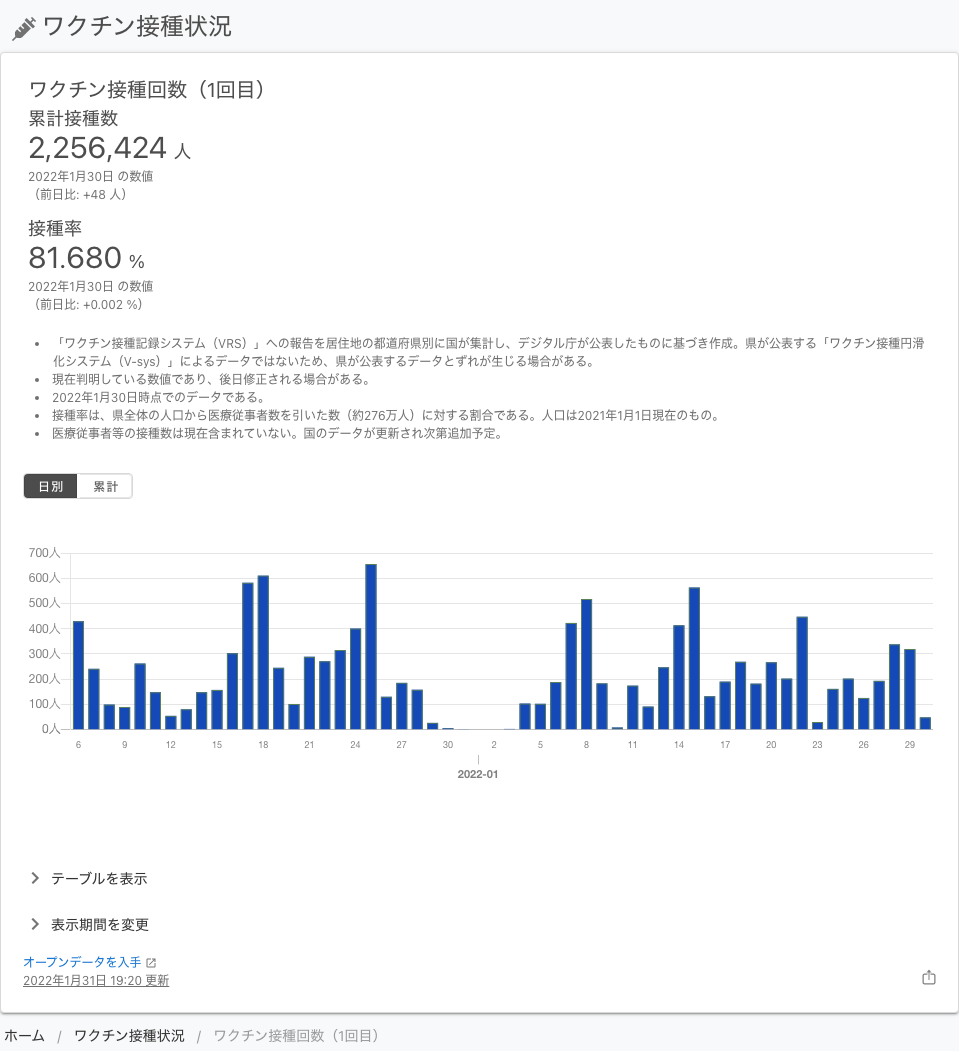 ワクチン接種状況
ワクチン接種回数（1回目）
累計接種数
2,256,424 人
2022年1月30日 の数値
（前日比: +48 人）
接種率
81.680 %
2022年1月30日 の数値
（前日比: +0.002 %）
• 「ワクチン接種記録システム（VRS）」への報告を居住地の都道府県別に国が集計し、デジタル庁が公表したものに基づき作成。県が公表する「ワクチン接種円滑
化システム（V-sys）」によるデータではないため、県が公表するデータとずれが生じる場合がある。
• 現在判明している数値であり、後日修正される場合がある。
• 2022年1月30日時点でのデータである。
• 接種率は、県全体の人口から医療従事者数を引いた数（約276万人）に対する割合である。人口は2021年1月1日現在のもの。
• 医療従事者等の接種数は現在含まれていない。国のデータが更新され次第追加予定。
日別 累計
700人
600人
500人
400人
300人
200人
100人
0人
6 9 12 15 18 21 24 27 30 2 5 8 11 14 17 20 23 26 29
2022-01
テーブルを表示
表示期間を変更
オープンデータを入手
2022年1月31日 19:20 更新
ホーム / ワクチン接種状況 / ワクチン接種回数（1回目）